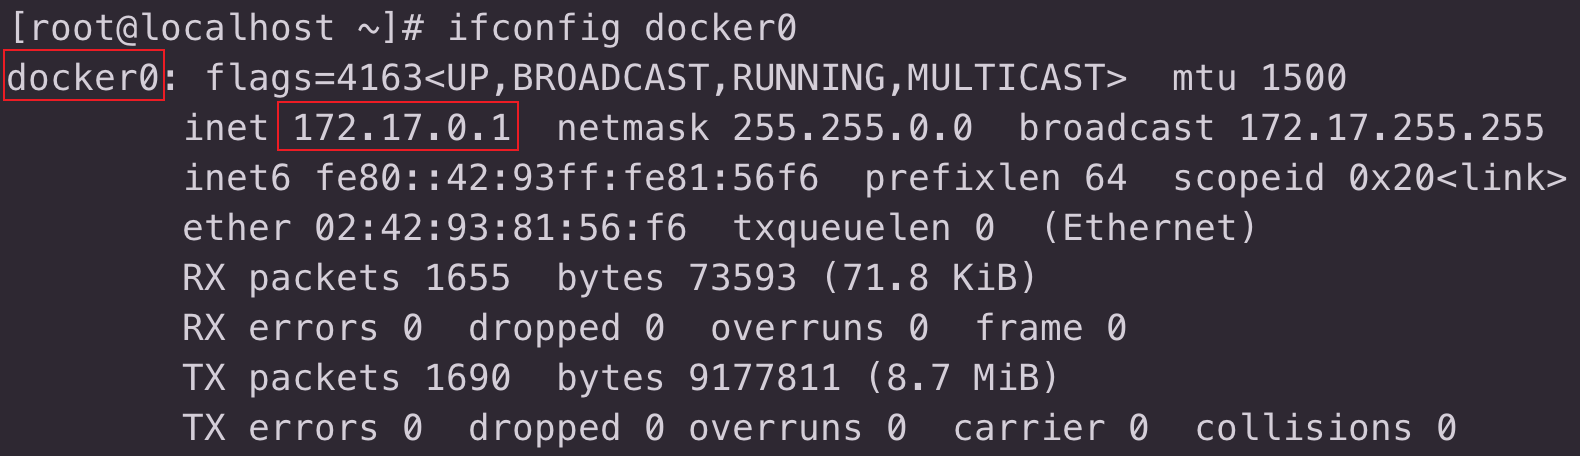 [root@localhost ~]# ifconfig docker0
docker0: flags=4163<UP,BROADCAST,RUNNING,MULTICAST>  mtu 1500
        inet 172.17.0.1  netmask 255.255.0.0  broadcast 172.17.255.255
        inet6 fe80::42:93ff:fe81:56f6  prefixlen 64  scopeid 0x20<link>
        ether 02:42:93:81:56:f6  txqueuelen 0  (Ethernet)
        RX packets 1655  bytes 73593 (71.8 KiB)
        RX errors 0  dropped 0  overruns 0  frame 0
        TX packets 1690  bytes 9177811 (8.7 MiB)
        TX errors 0  dropped 0 overruns 0  carrier 0  collisions 0